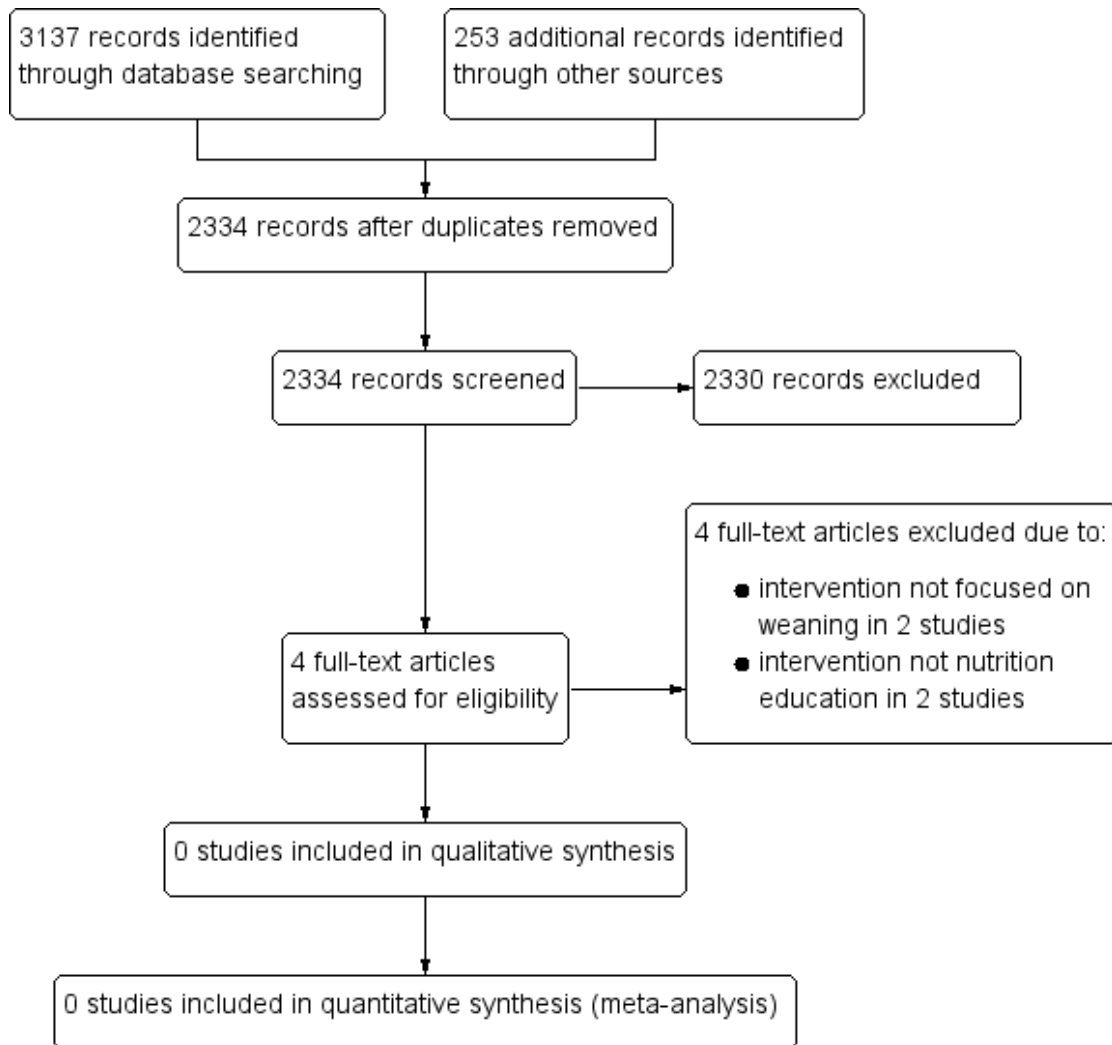 3137 records identified
through database searching
253 additional records identified
through other sources
2334 records after duplicates removed
2334 records screened
2330 records excluded
4 full-text articles
assessed for eligibility
4 full-text articles excluded due to:
● intervention not focused on
weaning in 2 studies
● intervention not nutrition
education in 2 studies
0 studies included in qualitative synthesis
0 studies included in quantitative synthesis (meta-analysis)